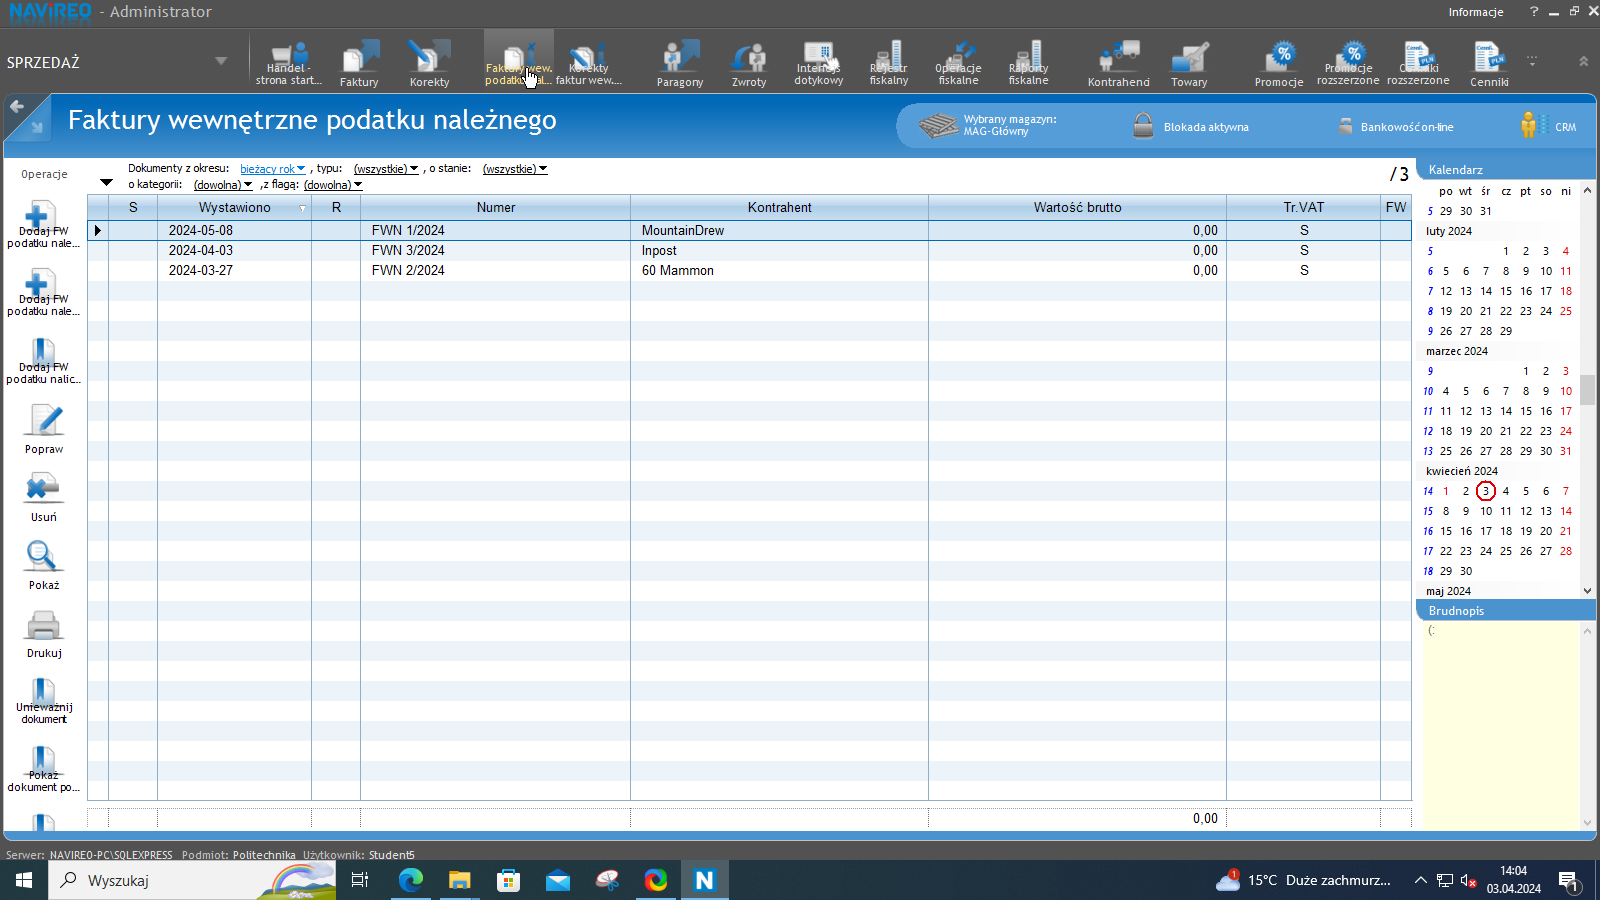 NAVIREO - Administrator
Informacje
?
SPRZEDAŻ
Handel - strona start...
Faktury
Korekty
Faktury wew. podatku nal...
Korekty faktur wew....
Paragony
Zwroty
Interfejs dotykowy
Rejestr fiskalny
Operacje fiskalne
Raporty fiskalne
Kontrahenci
Towary
Promocje
Promocje rozszerzone
Cenniki rozszerzone
Cenniki
Faktury wewnętrzne podatku należnego
Wybrany magazyn:
MAG-Główny
Blokada aktywna
Bankowość on-line
CRM
Operacje
Dodaj FW podatku nale...
Dodaj FW podatku nale...
Dodaj FW podatku nalic...
Popraw
Usuń
Pokaż
Drukuj
Unieważnij dokument
Pokaż dokument po...
Dokumenty z okresu: bieżący rok , typu: (wszystkie) , o stanie: (wszystkie)
o kategorii: (dowolna) ,z flagą: (dowolna)
/ 3
S Wystawiono R Numer Kontrahent Wartość brutto Tr.VAT FW
2024-05-08 FWN 1/2024 MountainDrew 0,00 S
2024-04-03 FWN 3/2024 Inpost 0,00 S
2024-03-27 FWN 2/2024 60 Mammon 0,00 S
0,00
Kalendarz
po wt śr cz pt so ni
5 29 30 31
luty 2024
5 1 2 3 4
6 5 6 7 8 9 10 11
7 12 13 14 15 16 17 18
8 19 20 21 22 23 24 25
9 26 27 28 29
marzec 2024
9 1 2 3
10 4 5 6 7 8 9 10
11 11 12 13 14 15 16 17
12 18 19 20 21 22 23 24
13 25 26 27 28 29 30 31
kwiecień 2024
14 1 2 3 4 5 6 7
15 8 9 10 11 12 13 14
16 15 16 17 18 19 20 21
17 22 23 24 25 26 27 28
18 29 30
maj 2024
Brudnopis
(:
Serwer: NAVIREO-PC\SQLEXPRESS Podmiot: Politechnika Użytkownik: Student5
Wyszukaj
N
1
15°C Duże zachmurz...
14:04
03.04.2024
1